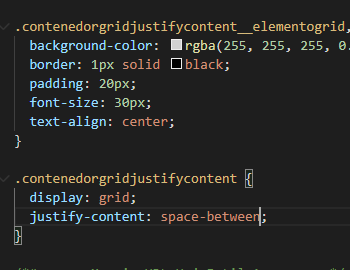 .contenedorgridjustifycontent__elementogrid,
background-color: rgba(255, 255, 255, 0.
border: 1px solid black;
padding: 20px;
font-size: 30px;
text-align: center;
}
.contenedorgridjustifycontent {
display: grid;
justify-content: space-between;
}